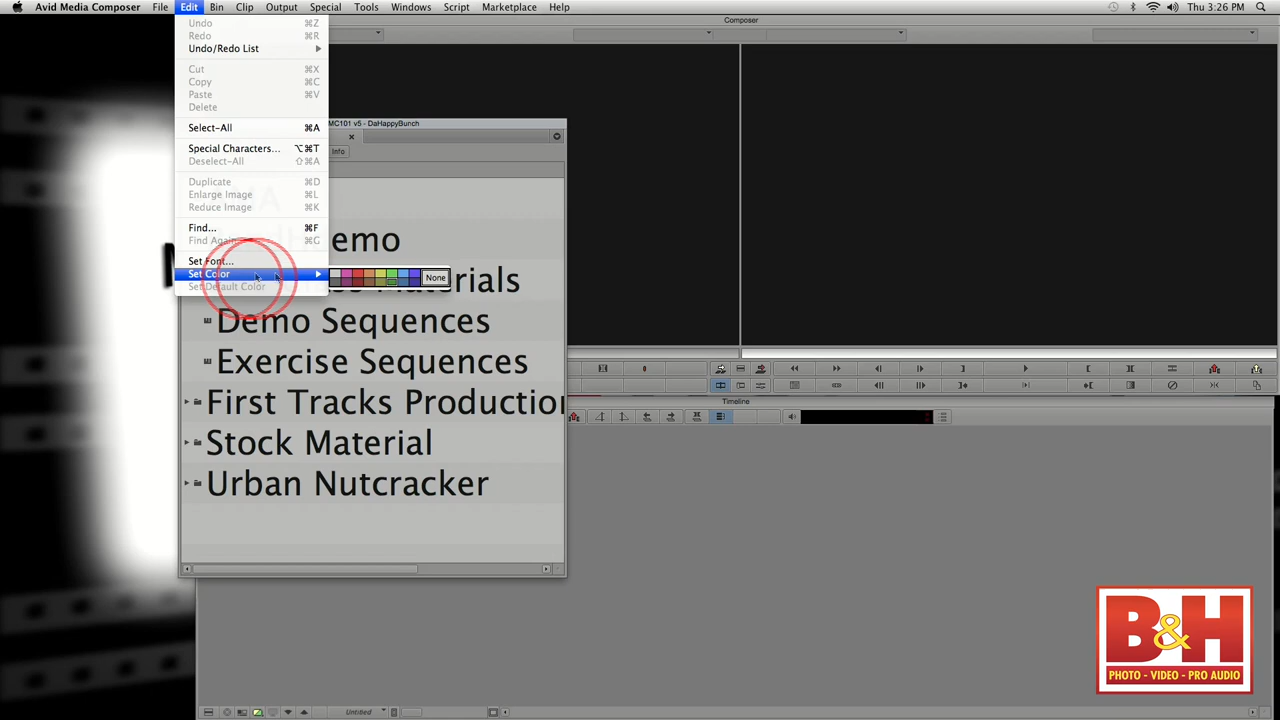 Avid Media Composer File Edit Bin Clip Output Special Tools Windows Script Marketplace Help Thu 3:26 PM
Composer
Undo ⌘Z
Redo ⌘R
Undo/Redo List
Cut ⌘X
Copy ⌘C
Paste ⌘V
Delete
Select-All ⌘A
Special Characters... ⌥⌘T
Deselect-All ⇧⌘A
Duplicate ⌘D
Enlarge Image ⌘L
Reduce Image ⌘K
Find... ⌘F
Find Again ⌘G
Set Font...
Set Color
Set Default Color
None
MC101 v5 - DaHappyBunch
Info
Demo
Demo Sequences
Exercise Sequences
First Tracks Production
Stock Material
Urban Nutcracker
Timeline
Untitled
B&H
PHOTO - VIDEO - PRO AUDIO